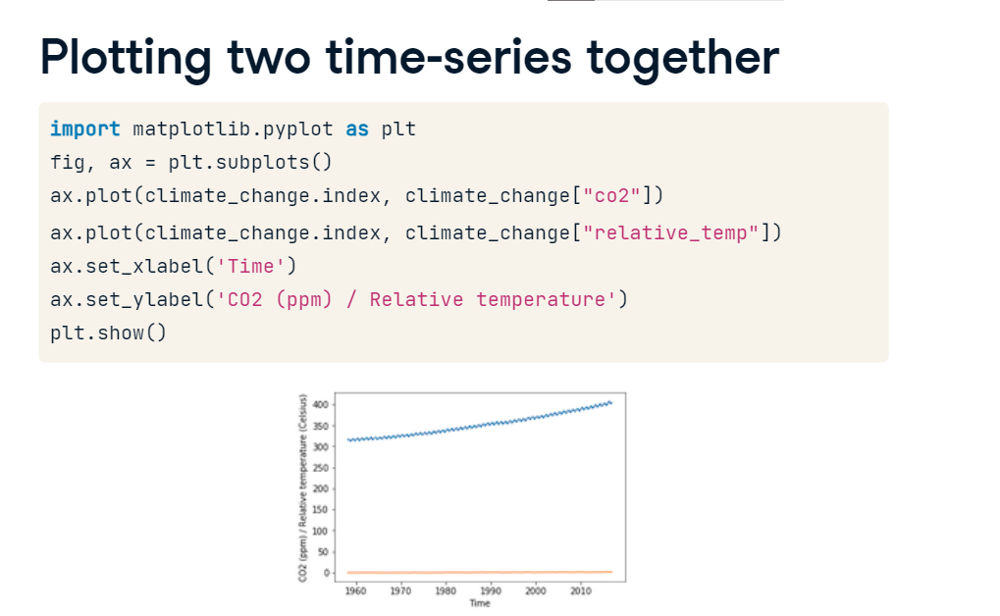 Plotting two time-series together
import matplotlib.pyplot as plt
fig, ax = plt.subplots()
ax.plot(climate_change.index, climate_change["co2"])
ax.plot(climate_change.index, climate_change["relative_temp"])
ax.set_xlabel('Time')
ax.set_ylabel('CO2 (ppm) / Relative temperature')
plt.show()
CO2 (ppm) / Relative temperature (Celsius)
400
350
300
250
200
150
100
50
0
1960 1970 1980 1990 2000 2010
Time